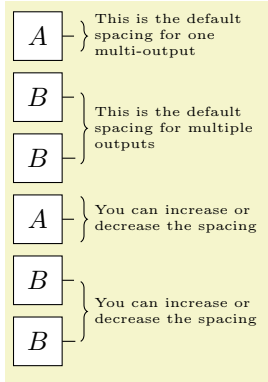 A
This is the default
spacing for one
multi-output
B
This is the default
spacing for multiple
outputs
B
A
You can increase or
decrease the spacing
B
You can increase or
decrease the spacing
B